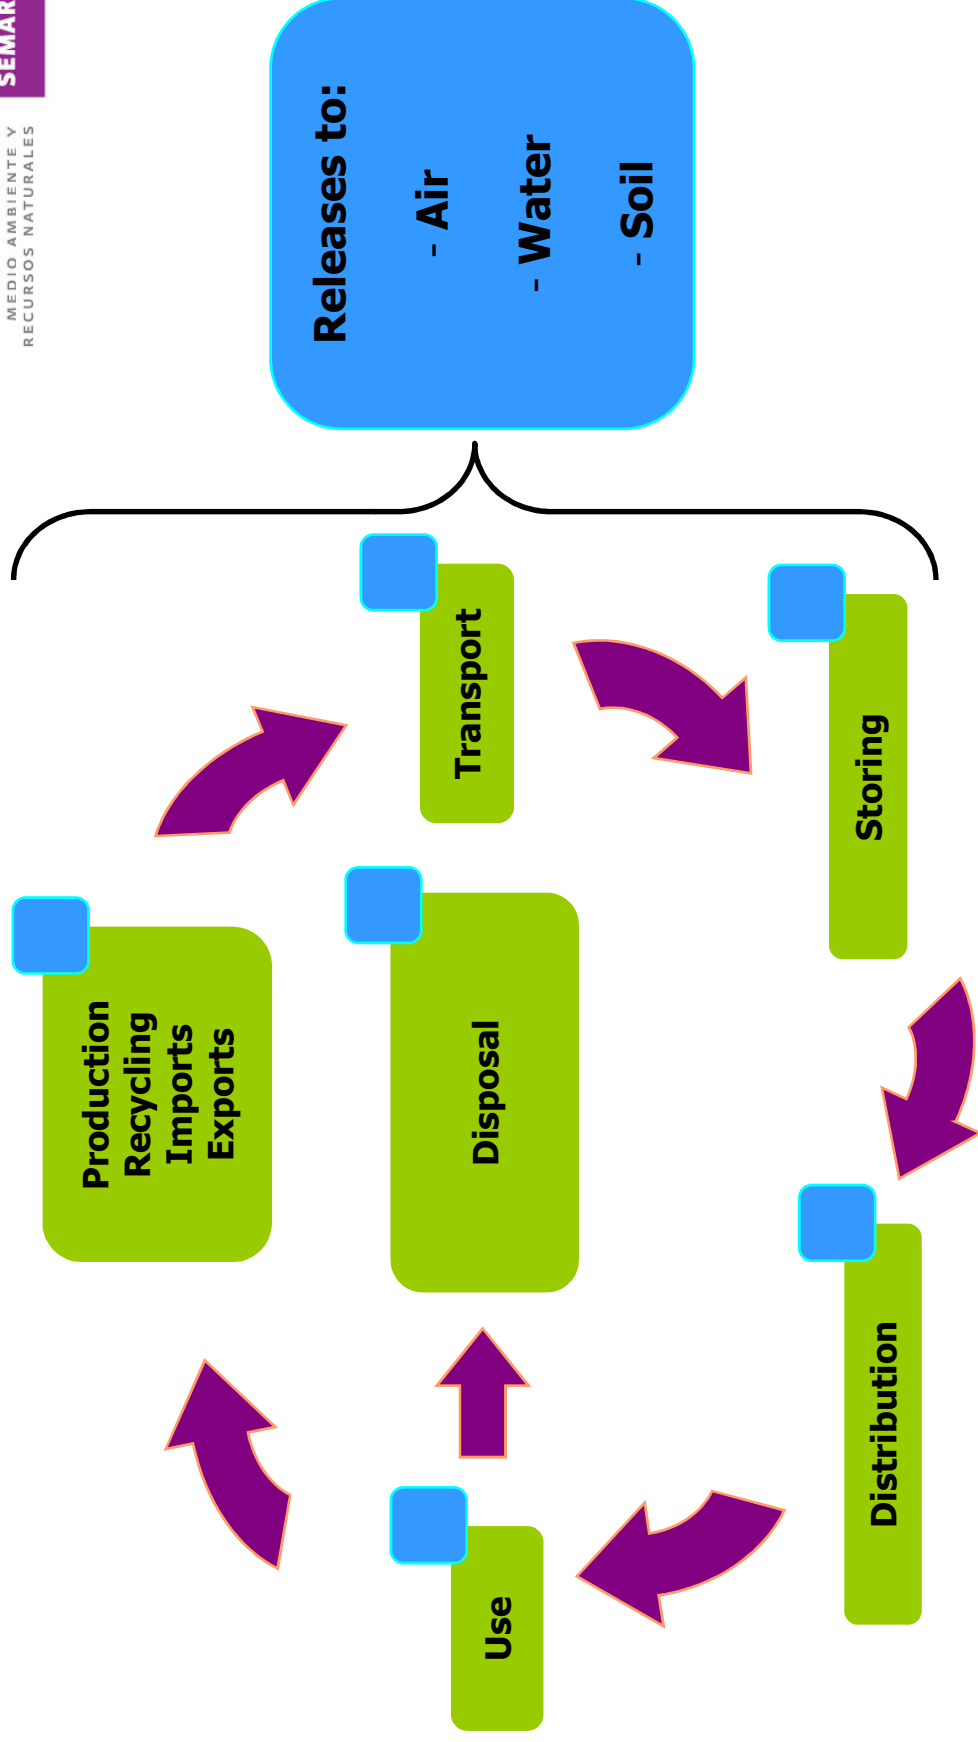 SEMAR
MEDIO AMBIENTE Y
RECURSOS NATURALES
Production
Recycling
Imports
Exports
Transport
Storing
Distribution
Use
Disposal
Releases to:
- Air
- Water
- Soil